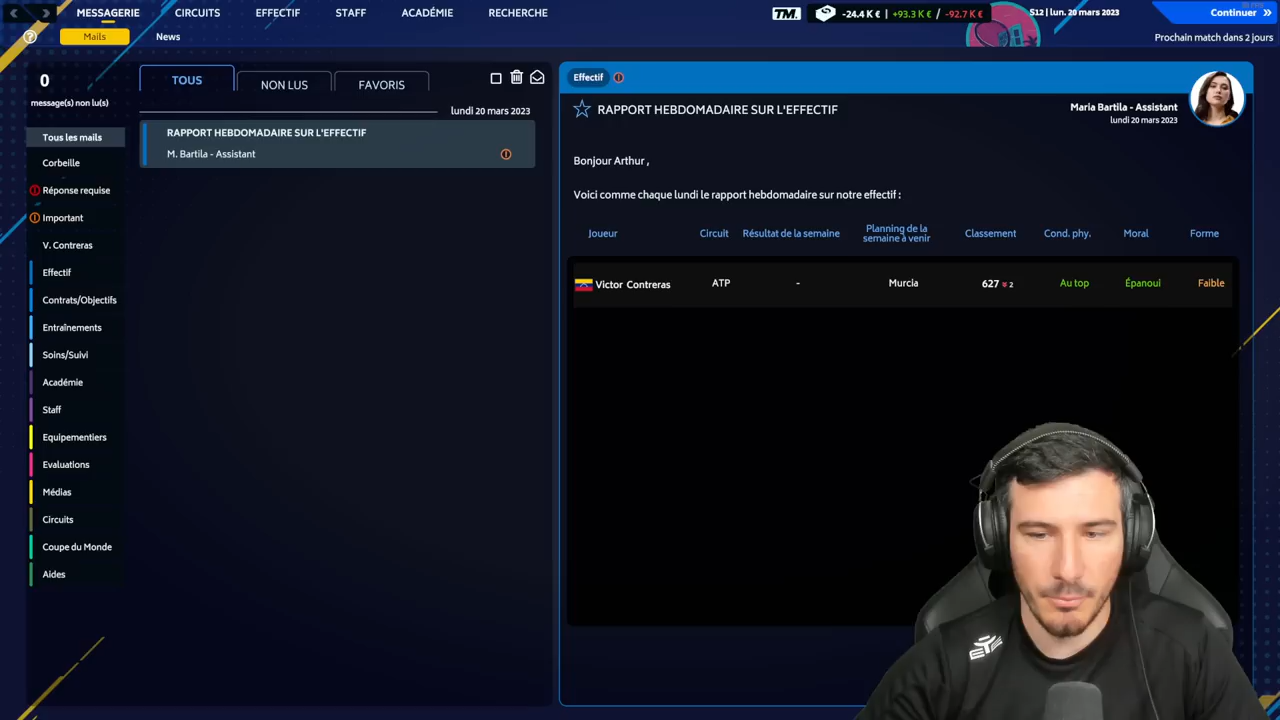 MESSAGERIE CIRCUITS EFFECTIF STAFF ACADÉMIE RECHERCHE
TM. -24.4 K € | +93.3 K € / -92.7 K €
S12 | lun. 20 mars 2023
Continuer
Mails News
Prochain match dans 2 jours
0
message(s) non lu(s)
Tous les mails
Corbeille
Réponse requise
Important
V. Contreras
Effectif
Contrats/Objectifs
Entraînements
Soins/Suivi
Académie
Staff
Equipementiers
Evaluations
Médias
Circuits
Coupe du Monde
Aides
TOUS NON LUS FAVORIS
lundi 20 mars 2023
RAPPORT HEBDOMADAIRE SUR L'EFFECTIF
M. Bartila - Assistant
Effectif
RAPPORT HEBDOMADAIRE SUR L'EFFECTIF
Maria Bartila - Assistant
lundi 20 mars 2023
Bonjour Arthur ,
Voici comme chaque lundi le rapport hebdomadaire sur notre effectif :
Joueur Circuit Résultat de la semaine Planning de la semaine à venir Classement Cond. phy. Moral Forme
Victor Contreras ATP - Murcia 627 2 Au top Épanoui Faible